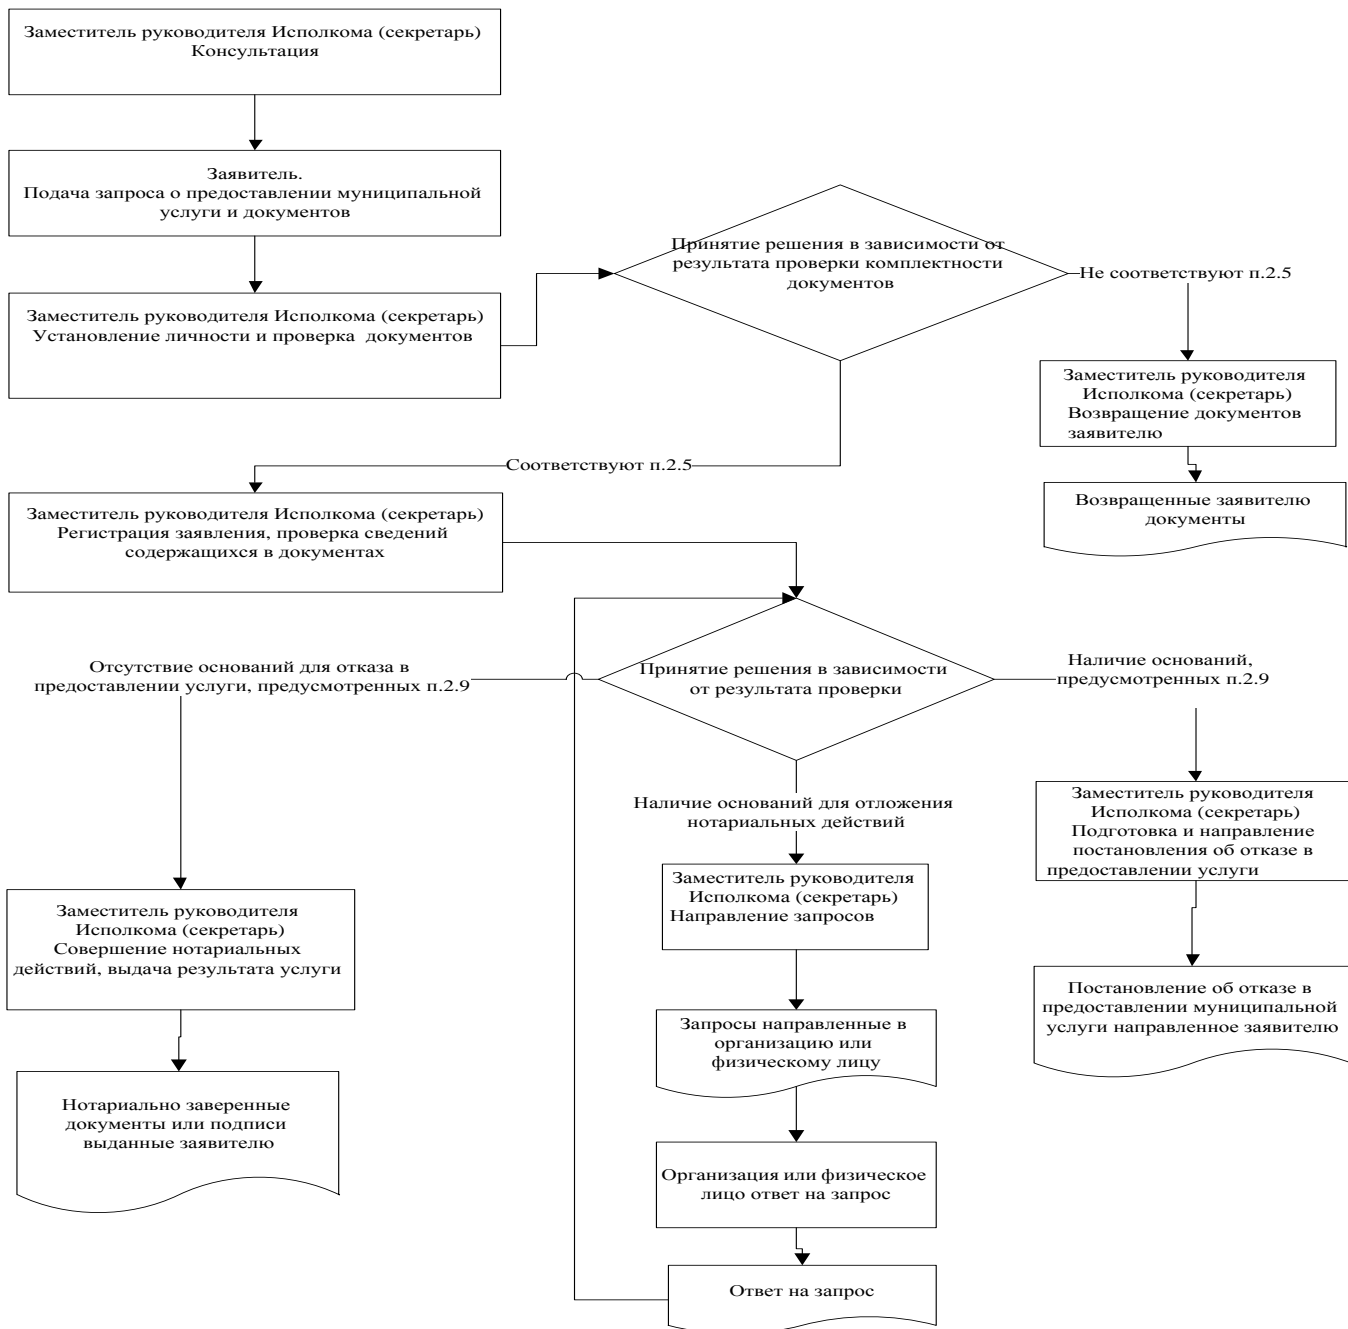 Заместитель руководителя Исполкома (секретарь)
Консультация
Заявитель.
Подача запроса о предоставлении муниципальной
услуги и документов
Заместитель руководителя Исполкома (секретарь)
Установление личности и проверка документов
Принятие решения в зависимости от
результата проверки комплектности
документов
Не соответствуют п.2.5
Заместитель руководителя
Исполкома (секретарь)
Возвращение документов
заявителю
Возвращенные заявителю
документы
Соответствуют п.2.5
Заместитель руководителя Исполкома (секретарь)
Регистрация заявления, проверка сведений
содержащихся в документах
Принятие решения в зависимости
от результата проверки
Отсутствие оснований для отказа в
предоставлении услуги, предусмотренных п.2.9
Наличие оснований,
предусмотренных п.2.9
Наличие оснований для отложения
нотариальных действий
Заместитель руководителя
Исполкома (секретарь)
Совершение нотариальных
действий, выдача результата услуги
Нотариально заверенные
документы или подписи
выданные заявителю
Заместитель руководителя
Исполкома (секретарь)
Направление запросов
Запросы направленные в
организацию или
физическому лицу
Организация или физическое
лицо ответ на запрос
Ответ на запрос
Заместитель руководителя
Исполкома (секретарь)
Подготовка и направление
постановления об отказе в
предоставлении услуги
Постановление об отказе в
предоставлении муниципальной
услуги направленное заявителю